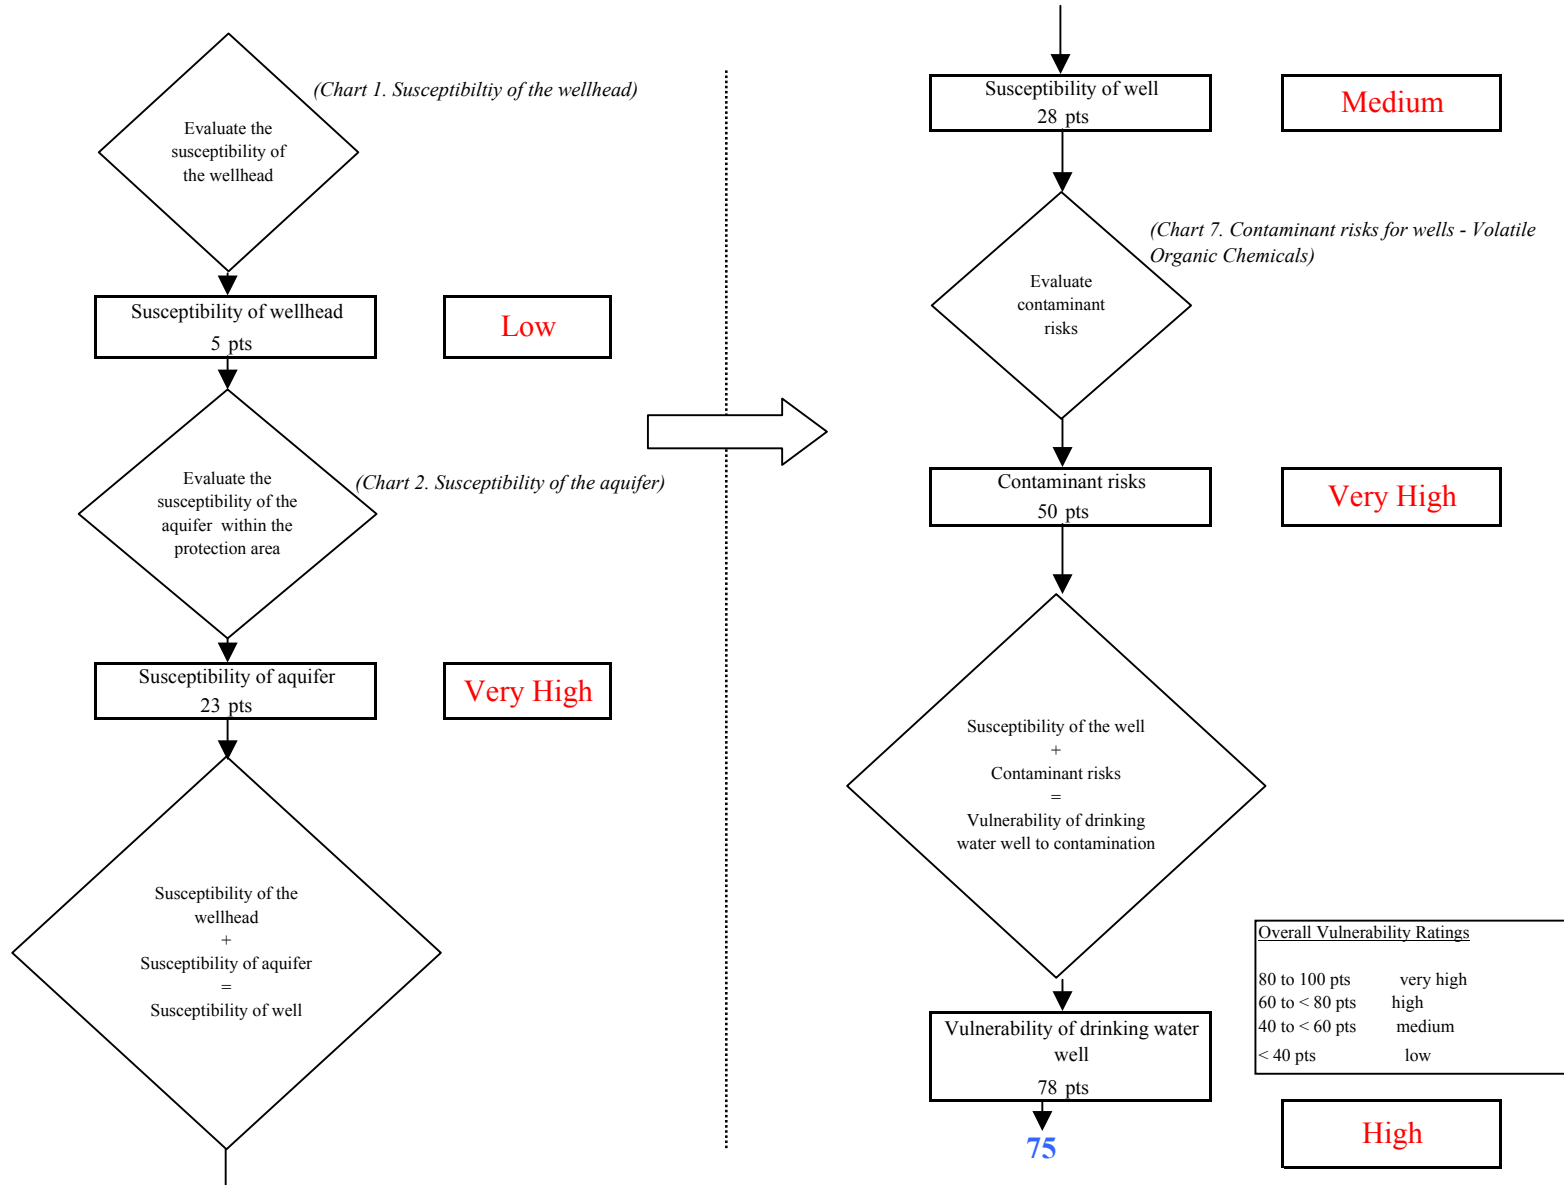 (Chart 1. Susceptibiltiy of the wellhead)
Evaluate the
susceptibility of
the wellhead
Susceptibility of wellhead
5 pts
Low
Evaluate the
susceptibility of the
aquifer within the
protection area
(Chart 2. Susceptibility of the aquifer)
Susceptibility of aquifer
23 pts
Very High
Susceptibility of the
wellhead
+
Susceptibility of aquifer
=
Susceptibility of well
Susceptibility of well
28 pts
Medium
(Chart 7. Contaminant risks for wells - Volatile
Organic Chemicals)
Evaluate
contaminant
risks
Contaminant risks
50 pts
Very High
Susceptibility of the well
+
Contaminant risks
=
Vulnerability of drinking
water well to contamination
Overall Vulnerability Ratings
80 to 100 pts very high
60 to < 80 pts high
40 to < 60 pts medium
< 40 pts low
Vulnerability of drinking water
well
78 pts
75
High